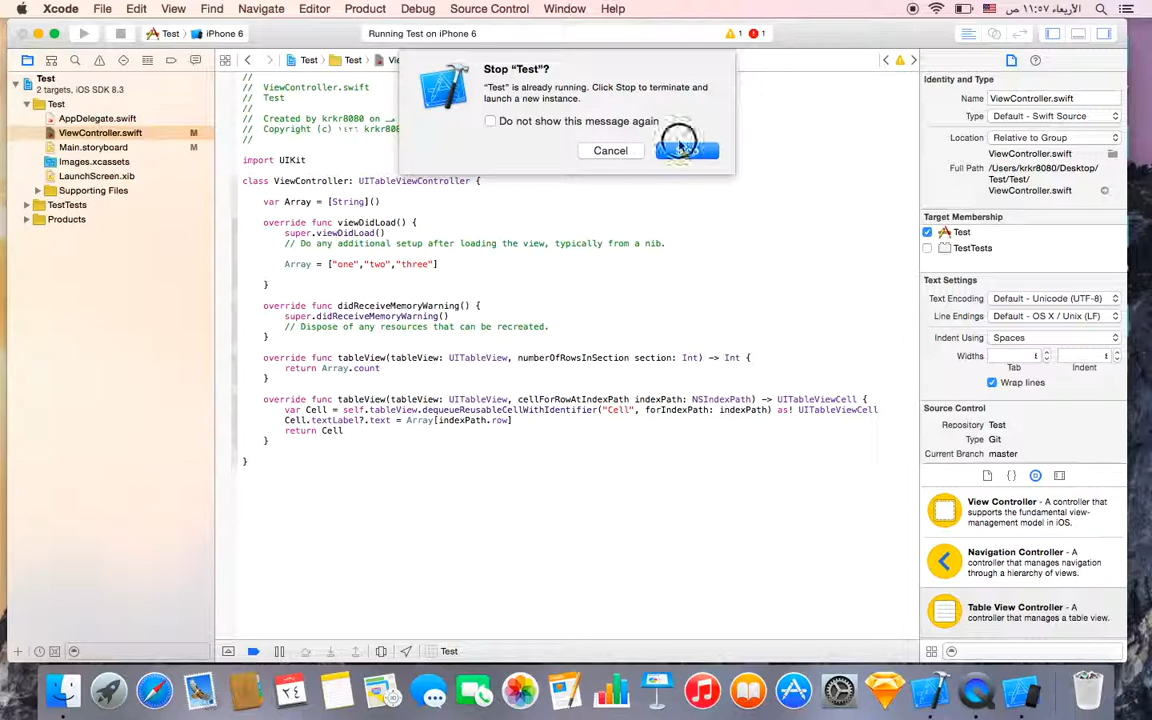 Xcode File Edit View Find Navigate Editor Product Debug Source Control Window Help الأربعاء ١١:٥٧ ص
Test iPhone 6 Running Test on iPhone 6 1 1
Test Test
Stop “Test”?
“Test” is already running. Click Stop to terminate and
launch a new instance.
Do not show this message again
Cancel
Test
2 targets, iOS SDK 8.3
Test
AppDelegate.swift
ViewController.swift M
Main.storyboard M
Images.xcassets
LaunchScreen.xib
Supporting Files
TestTests
Products
//
// ViewController.swift
// Test
//
// Created by krkr8080 on
// Copyright (c) ١٤٣٦ krkr808
//
import UIKit
class ViewController: UITableViewController {
var Array = [String]()
override func viewDidLoad() {
super.viewDidLoad()
// Do any additional setup after loading the view, typically from a nib.
Array = ["one","two","three"]
}
override func didReceiveMemoryWarning() {
super.didReceiveMemoryWarning()
// Dispose of any resources that can be recreated.
}
override func tableView(tableView: UITableView, numberOfRowsInSection section: Int) -> Int {
return Array.count
}
override func tableView(tableView: UITableView, cellForRowAtIndexPath indexPath: NSIndexPath) -> UITableViewCell {
var Cell = self.tableView.dequeueReusableCellWithIdentifier("Cell", forIndexPath: indexPath) as! UITableViewCell
Cell.textLabel?.text = Array[indexPath.row]
return Cell
}
}
Identity and Type
Name ViewController.swift
Type Default - Swift Source
Location Relative to Group
ViewController.swift
Full Path /Users/krkr8080/Desktop/
Test/Test/
ViewController.swift
Target Membership
Test
TestTests
Text Settings
Text Encoding Default - Unicode (UTF-8)
Line Endings Default - OS X / Unix (LF)
Indent Using Spaces
Widths
Tab Indent
Wrap lines
Source Control
Repository Test
Type Git
Current Branch master
{ }
View Controller - A controller that
supports the fundamental view-
management model in iOS.
Navigation Controller - A
controller that manages navigation
through a hierarchy of views.
Table View Controller - A
controller that manages a table view.
Test
٢٤